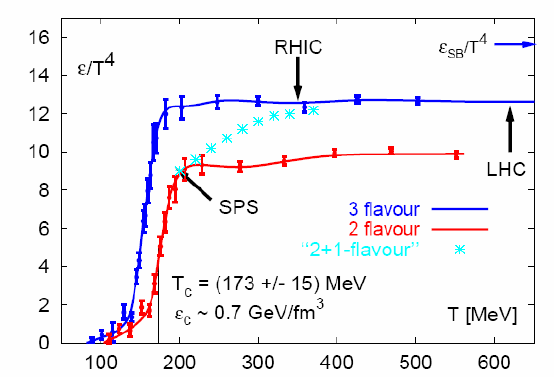 16
14
12
10
8
6
4
2
0
ε/T⁴
RHIC
ε_SB/T⁴
LHC
SPS
3 flavour
2 flavour
“2+1-flavour”
T_C = (173 +/- 15) MeV
ε_C ~ 0.7 GeV/fm³
T [MeV]
100 200 300 400 500 600